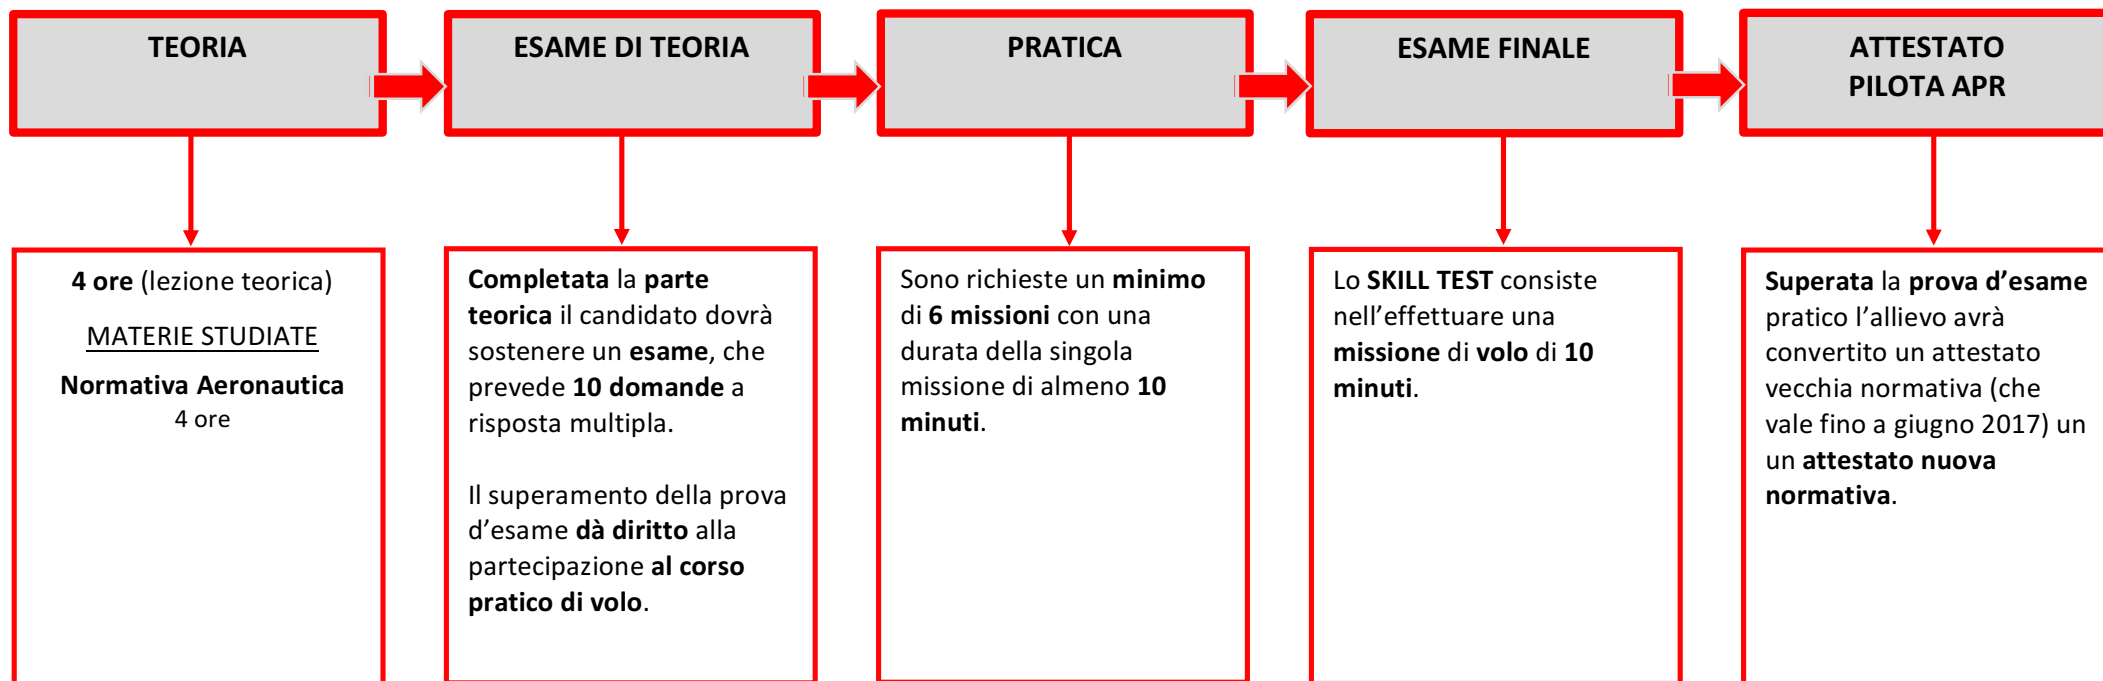 TEORIA
ESAME DI TEORIA
PRATICA
ESAME FINALE
ATTESTATO
PILOTA APR
4 ore (lezione teorica)
MATERIE STUDIATE
Normativa Aeronautica
4 ore
Completata la parte
teorica il candidato dovrà
sostenere un esame, che
prevede 10 domande a
risposta multipla.
Il superamento della prova
d’esame dà diritto alla
partecipazione al corso
pratico di volo.
Sono richieste un minimo
di 6 missioni con una
durata della singola
missione di almeno 10
minuti.
Lo SKILL TEST consiste
nell’effettuare una
missione di volo di 10
minuti.
Superata la prova d’esame
pratico l’allievo avrà
convertito un attestato
vecchia normativa (che
vale fino a giugno 2017) un
un attestato nuova
normativa.